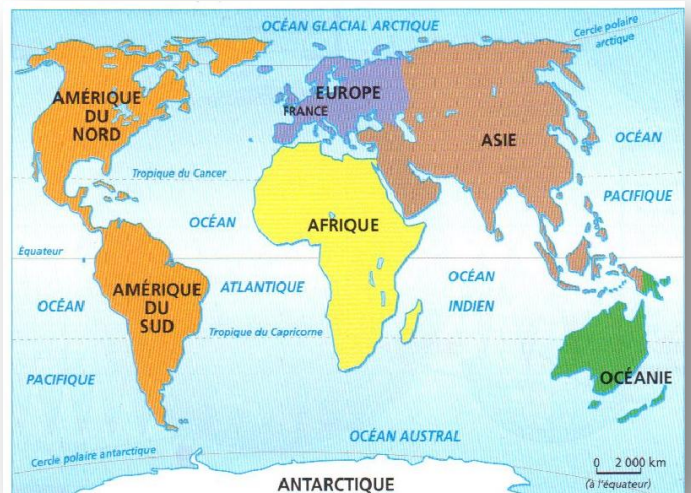 OCÉAN GLACIAL ARCTIQUE
Cercle polaire
arctique
AMÉRIQUE
DU
NORD
EUROPE
FRANCE
ASIE
OCÉAN
PACIFIQUE
Tropique du Cancer
OCÉAN
ATLANTIQUE
AFRIQUE
Équateur
OCÉAN
PACIFIQUE
AMÉRIQUE
DU
SUD
OCÉAN
INDIEN
Tropique du Capricorne
OCÉANIE
OCÉAN AUSTRAL
Cercle polaire antarctique
ANTARCTIQUE
0 2 000 km
(à l'équateur)